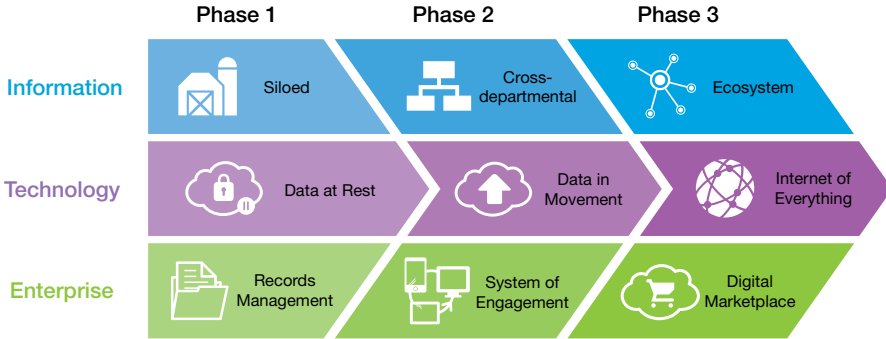 Phase 1
Phase 2
Phase 3
Information
Siloed
Cross-
departmental
Ecosystem
Technology
Data at Rest
Data in
Movement
Internet of
Everything
Enterprise
Records
Management
System of
Engagement
Digital
Marketplace